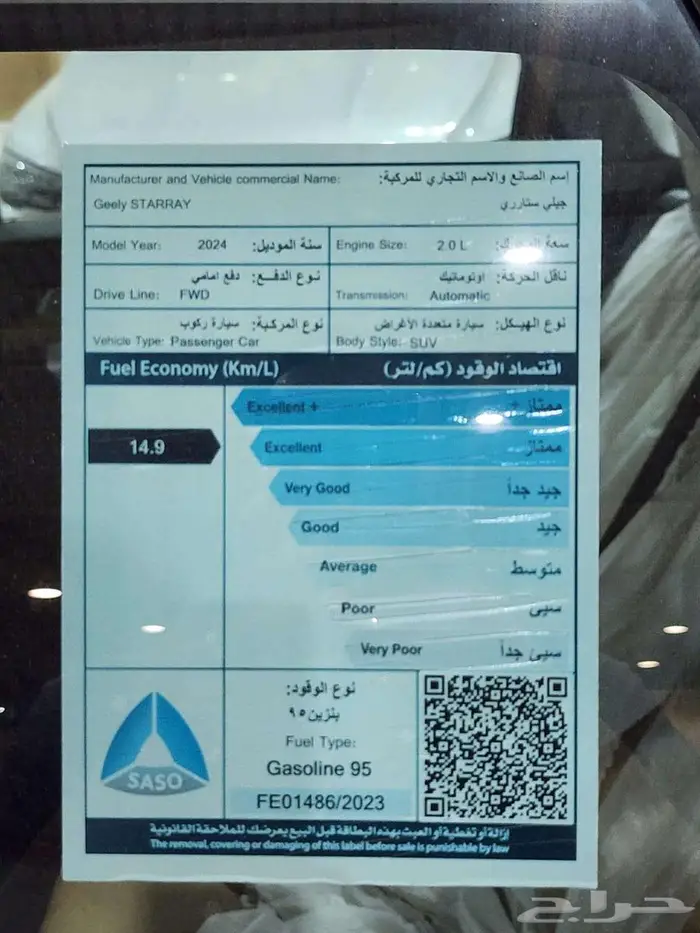 Manufacturer and Vehicle commercial Name: إسم الصانع والاسم التجاري للمركبة:
Geely STARRAY جيلي ستارري
Model Year: 2024 سنة الموديل:
Engine Size: 2.0 L سعة
نوع الدفع: دفع امامي
Drive Line: FWD
ناقل الحركة: اوتوماتيك
Transmission: Automatic
نوع المركبة: سيارة ركوب
Vehicle Type: Passenger Car
نوع الهيكل: سيارة متعددة الأغراض
Body Style: SUV
Fuel Economy (Km/L) اقتصاد الوقود (كم/لتر)
Excellent + ممتاز +
14.9
Excellent ممتاز
Very Good جيد جداً
Good جيد
Average متوسط
Poor سيئ
Very Poor سيئ جداً
نوع الوقود:
بنزين ٩٥
Fuel Type:
Gasoline 95
FE01486/2023
SASO
إزالة أو تغطية أو العبث بهذه البطاقة قبل البيع يعرضك للملاحقة القانونية
The removal, covering or damaging of this label before sale is punishable by law
حراج